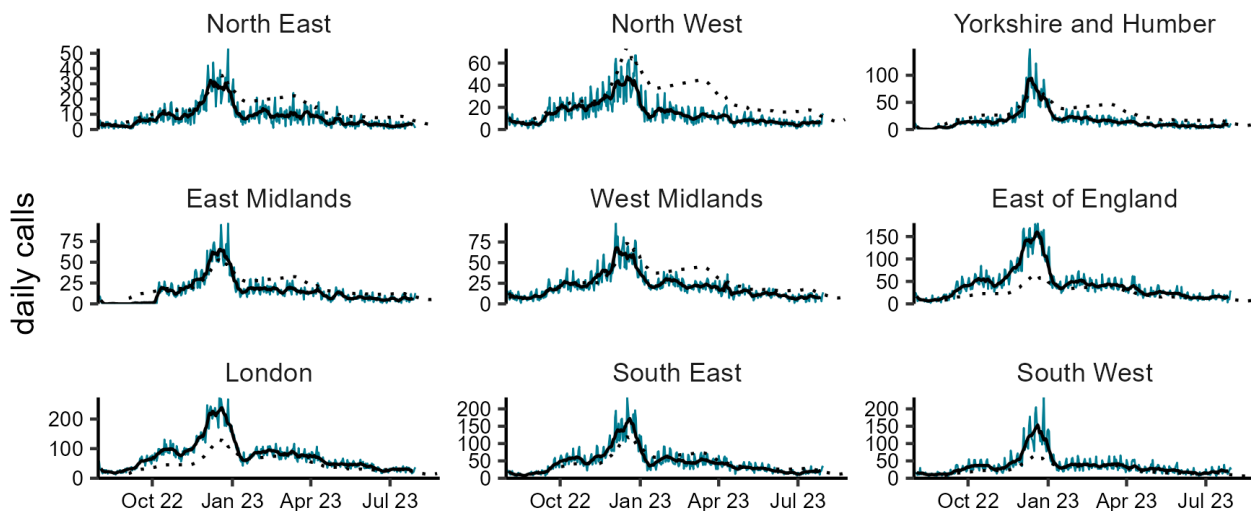 North East
North West
Yorkshire and Humber
50
40
30
20
10
0
60
40
20
0
100
50
0
East Midlands
West Midlands
East of England
daily calls
75
50
25
0
75
50
25
0
150
100
50
0
London
South East
South West
200
100
0
200
150
100
50
0
200
150
100
50
0
Oct 22 Jan 23 Apr 23 Jul 23
Oct 22 Jan 23 Apr 23 Jul 23
Oct 22 Jan 23 Apr 23 Jul 23